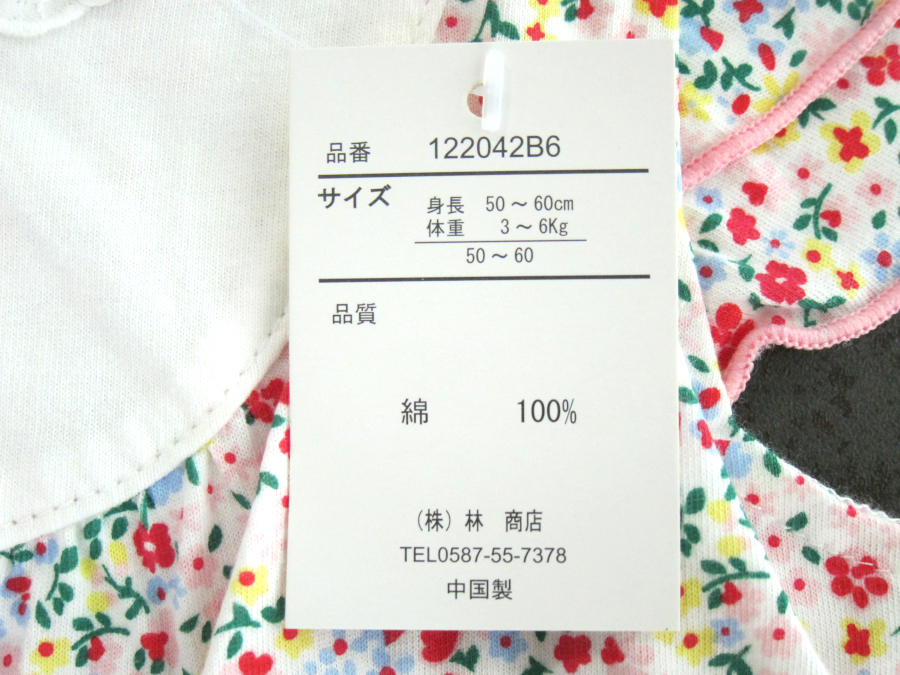 品番 122042B6
サイズ
身長 50～60cm
体重 3～6Kg
50～60
品質
綿 100%
（株）林 商店
TEL0587-55-7378
中国製